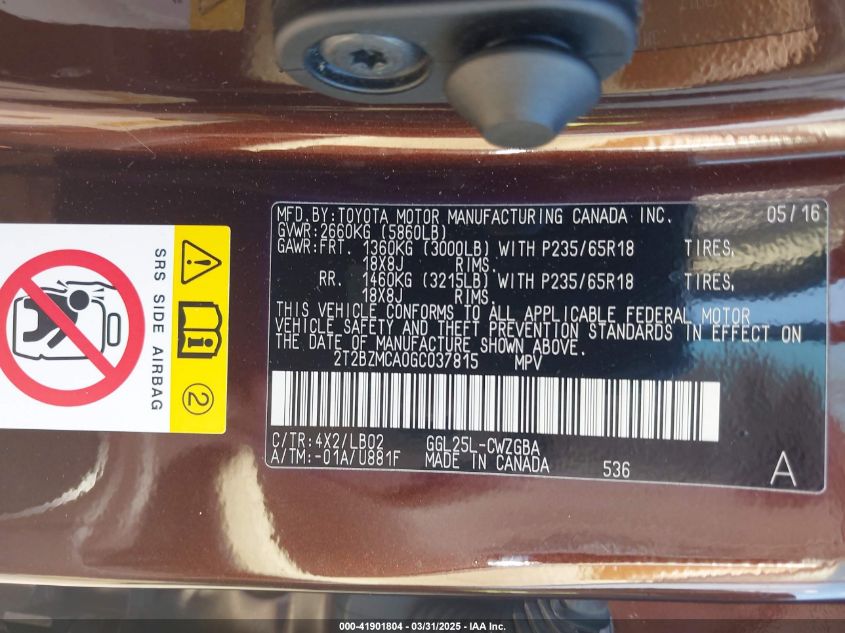 MFD.BY:TOYOTA MOTOR MANUFACTURING CANADA INC. 05/16
GVWR:2660KG (5860LB)
GAWR:FRT. 1360KG (3000LB) WITH P235/65R18 TIRES,
18X8J RIMS.
RR. 1460KG (3215LB) WITH P235/65R18 TIRES,
18X8J RIMS.
THIS VEHICLE CONFORMS TO ALL APPLICABLE FEDERAL MOTOR
VEHICLE SAFETY AND THEFT PREVENTION STANDARDS IN EFFECT ON
THE DATE OF MANUFACTURE SHOWN ABOVE.
2T2BZMCA0GC037815 MPV
C/TR:4X2/LB02 GGL25L-CWZGBA
A/TM:-01A/U881F MADE IN CANADA 536 A
SRS SIDE AIRBAG
2
000-41901804 - 03/31/2025 - IAA Inc.